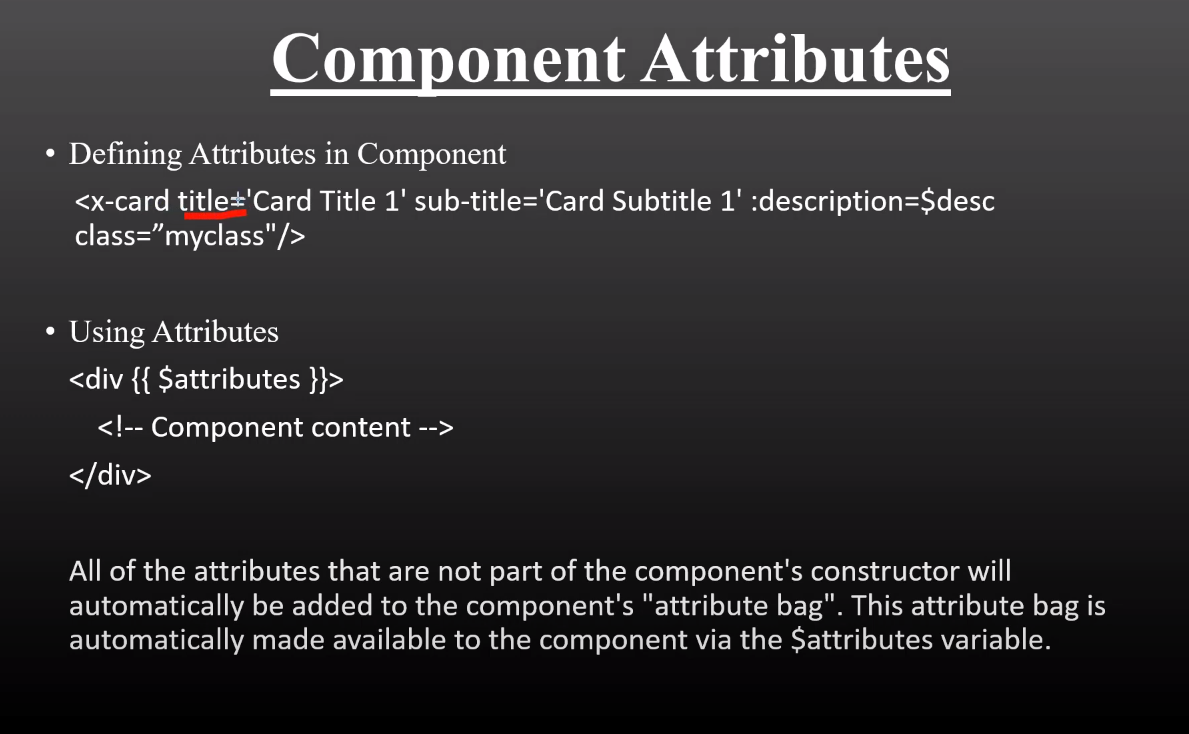 Component Attributes
• Defining Attributes in Component
<x-card title='Card Title 1' sub-title='Card Subtitle 1' :description=$desc
class=”myclass"/>
• Using Attributes
<div {{ $attributes }}>
<!-- Component content -->
</div>
All of the attributes that are not part of the component's constructor will
automatically be added to the component's "attribute bag". This attribute bag is
automatically made available to the component via the $attributes variable.